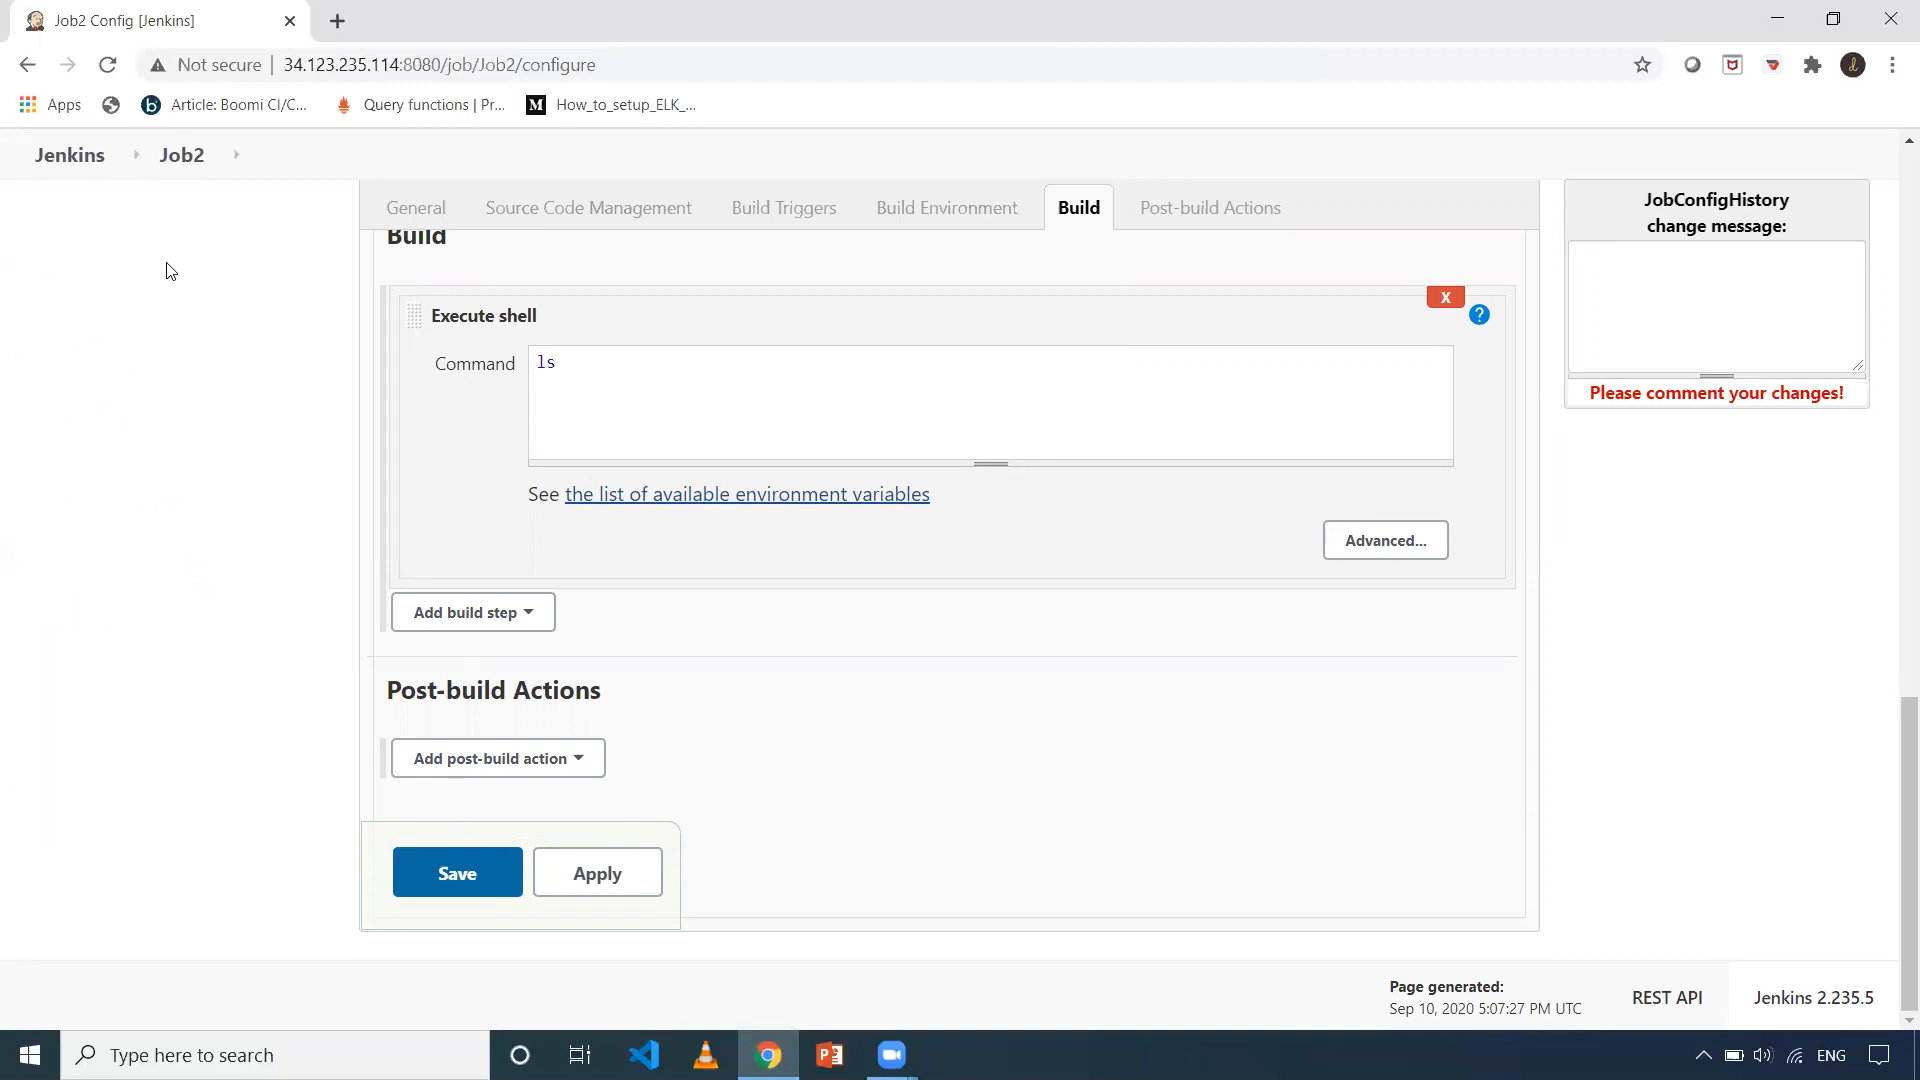 Job2 Config [Jenkins]
Not secure | 34.123.235.114:8080/job/Job2/configure
Apps
Article: Boomi CI/C...
Query functions | Pr...
How_to_setup_ELK_...
Jenkins
Job2
General
Source Code Management
Build Triggers
Build Environment
Build
Post-build Actions
JobConfigHistory
change message:
Please comment your changes!
Build
X
Execute shell
?
Command
ls
See the list of available environment variables
Advanced...
Add build step
Post-build Actions
Add post-build action
Save
Apply
Page generated:
Sep 10, 2020 5:07:27 PM UTC
REST API
Jenkins 2.235.5
Type here to search
ENG